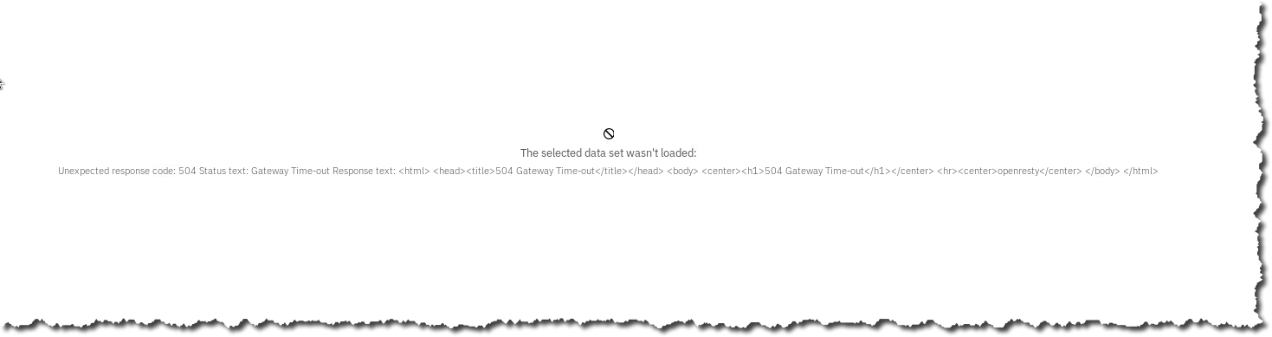 The selected data set wasn't loaded:
Unexpected response code: 504 Status text: Gateway Time-out Response text: <html> <head><title>504 Gateway Time-out</title></head> <body> <center><h1>504 Gateway Time-out</h1></center> <hr><center>openresty</center> </body> </html>